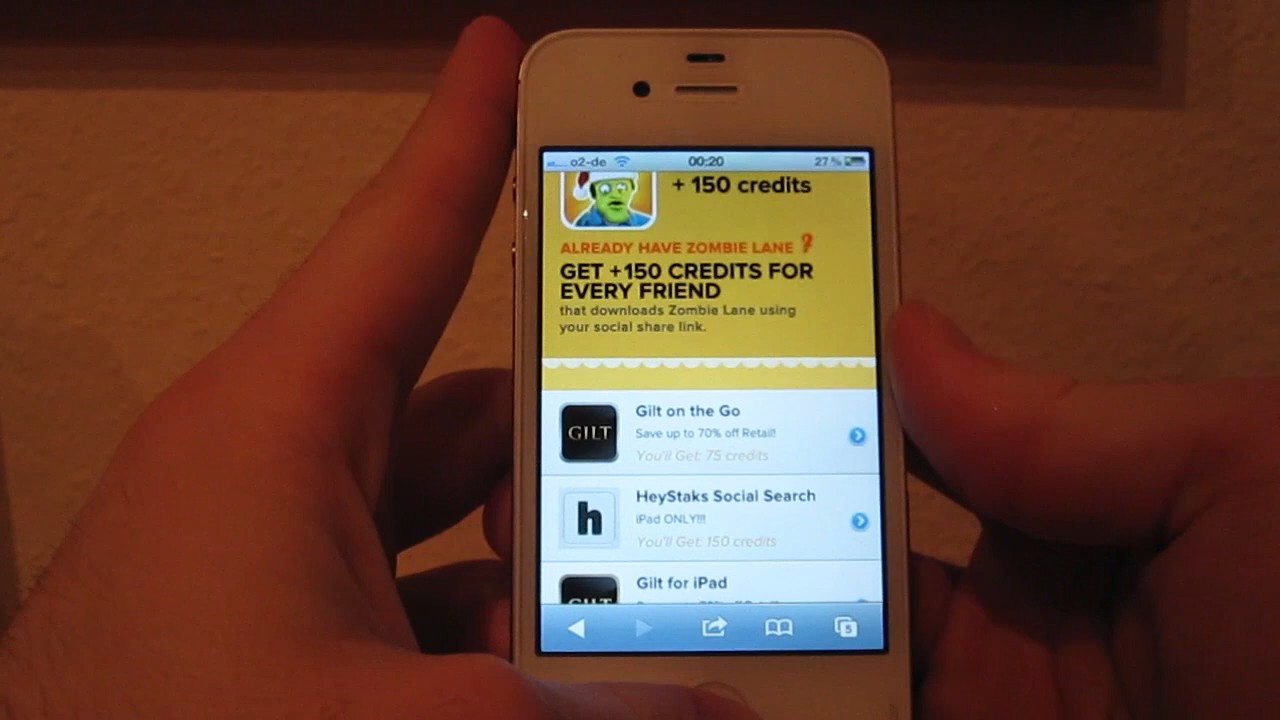 o2-de 00:20 27 %
+ 150 credits
ALREADY HAVE ZOMBIE LANE ?
GET +150 CREDITS FOR
EVERY FRIEND
that downloads Zombie Lane using
your social share link.
GILT
Gilt on the Go
Save up to 70% off Retail!
You'll Get: 75 credits
h
HeyStaks Social Search
iPad ONLY!!!
You'll Get: 150 credits
GILT
Gilt for iPad
5